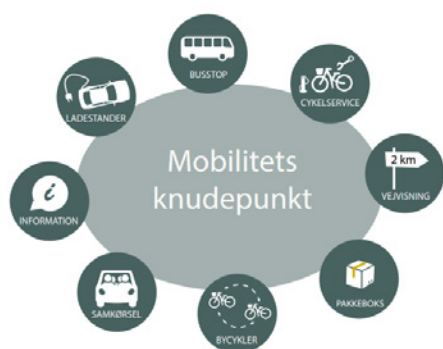 Mobilitets
knudepunkt
BUSSTOP
CYKELSERVICE
2 km
VEJVISNING
PAKKEBOKS
BYCYKLER
SAMKØRSEL
i
INFORMATION
LADESTANDER